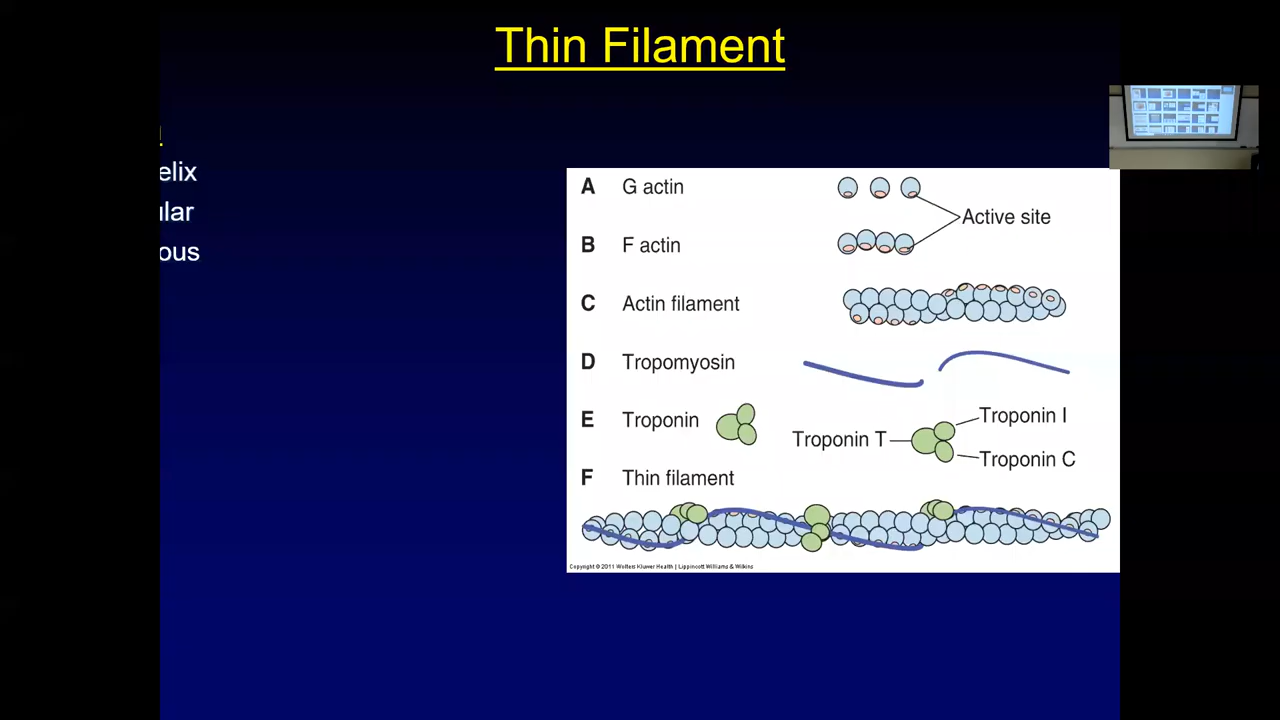 Thin Filament
elix
ular
ous
A G actin
Active site
B F actin
C Actin filament
D Tropomyosin
E Troponin
Troponin T
Troponin I
Troponin C
F Thin filament
Copyright © 2011 Wolters Kluwer Health | Lippincott Williams & Wilkins